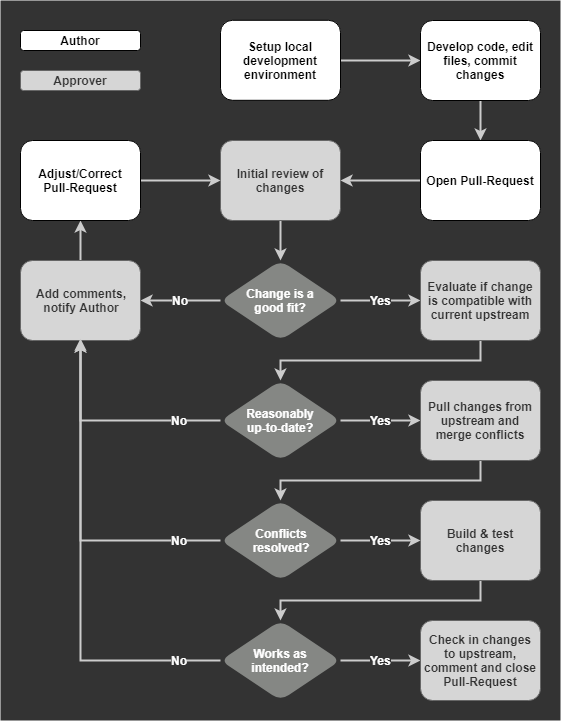 Author
Approver
Setup local
development
environment
Develop code, edit
files, commit
changes
Adjust/Correct
Pull-Request
Initial review of
changes
Open Pull-Request
Add comments,
notify Author
No
Change is a
good fit?
Yes
Evaluate if change
is compatible with
current upstream
No
Reasonably
up-to-date?
Yes
Pull changes from
upstream and
merge conflicts
No
Conflicts
resolved?
Yes
Build & test
changes
No
Works as
intended?
Yes
Check in changes
to upstream,
comment and close
Pull-Request